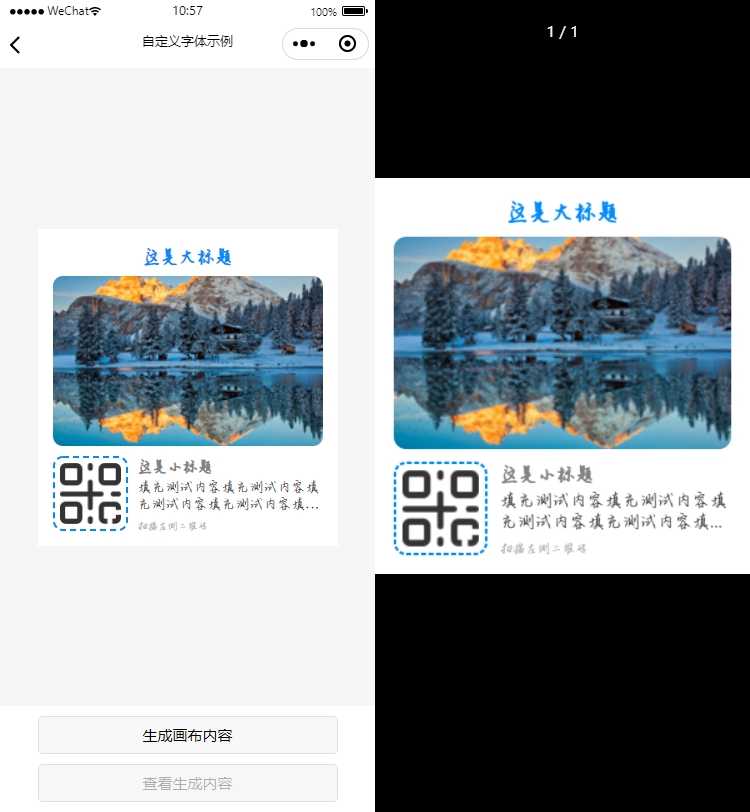 WeChat
10:57
100%
自定义字体示例
这是大标题
这是小标题
填充测试内容填充测试内容填
充测试内容填充测试内容填...
扫描左侧二维码
生成画布内容
查看生成内容
1 / 1
这是大标题
这是小标题
填充测试内容填充测试内容填
充测试内容填充测试内容填...
扫描左侧二维码